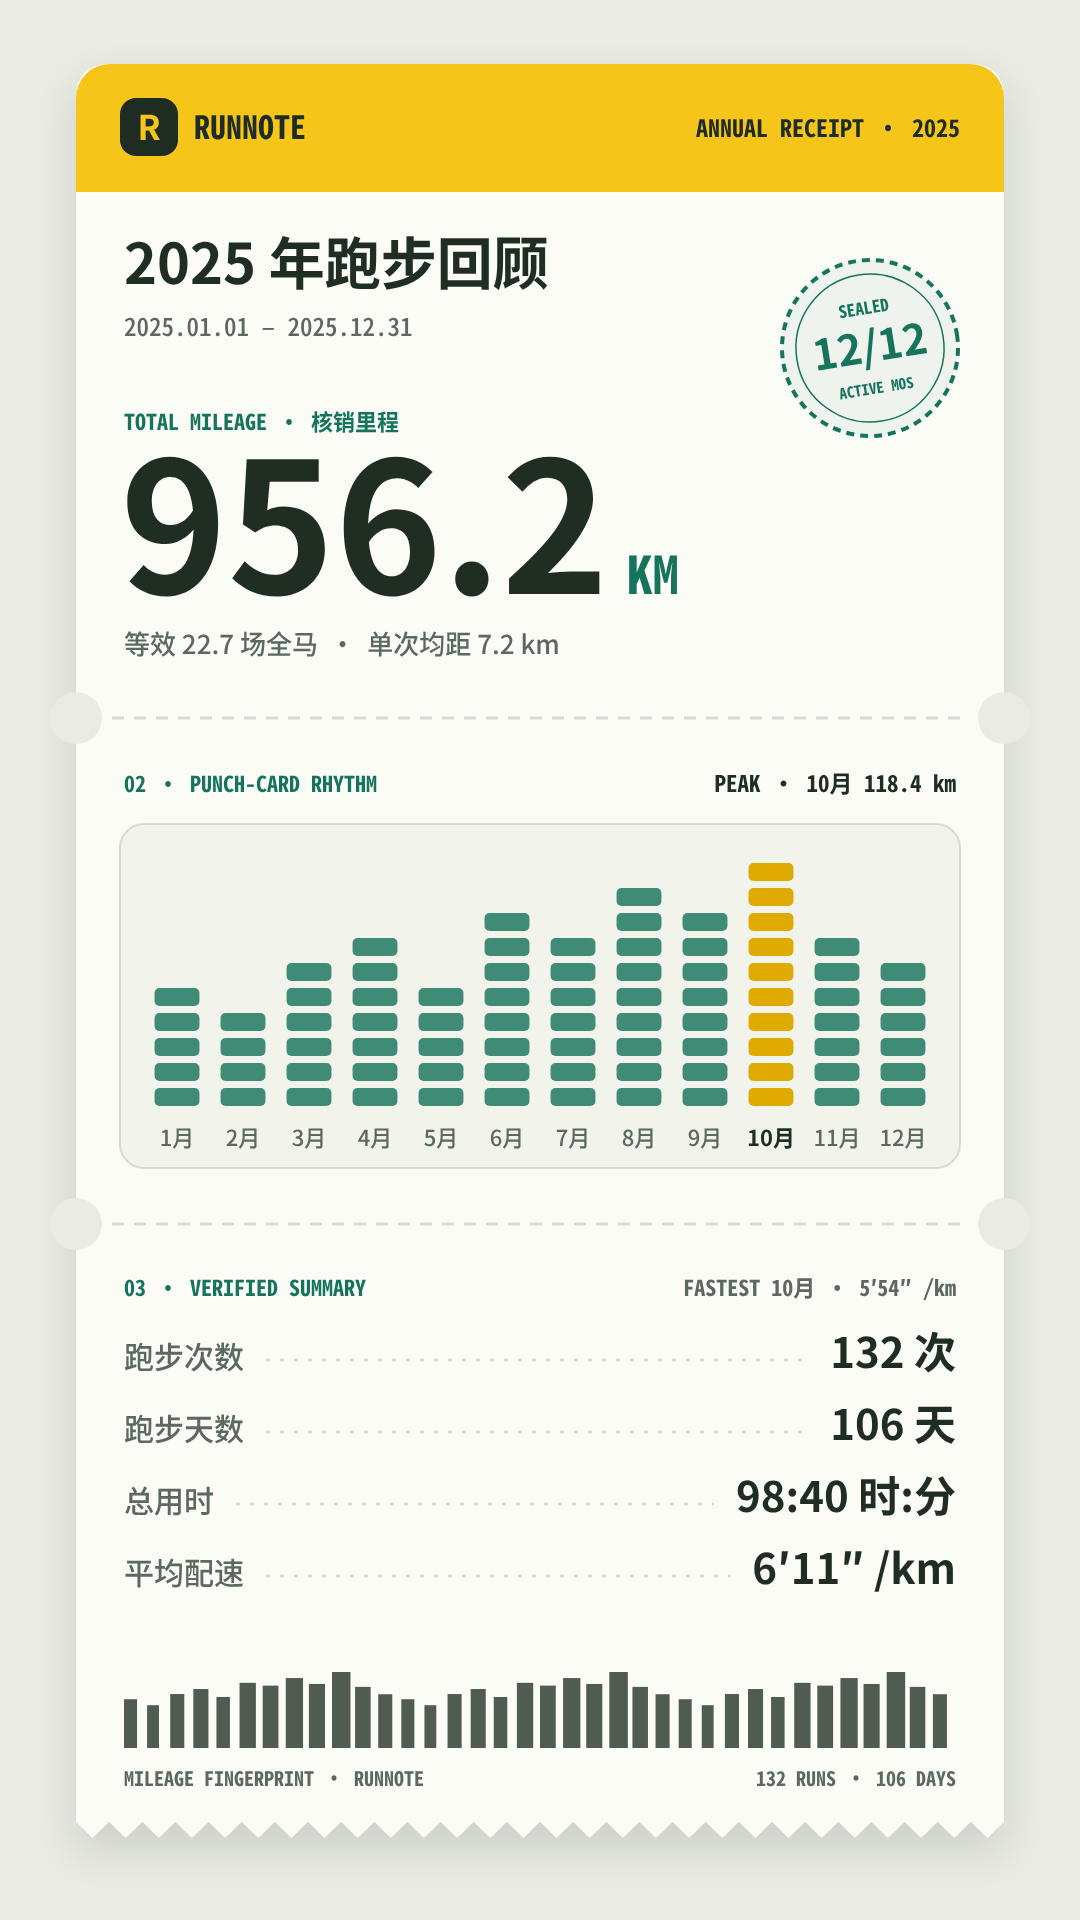 R RUNNOTE
ANNUAL RECEIPT • 2025
2025 年跑步回顾
2025.01.01 – 2025.12.31
SEALED
12/12
ACTIVE MOS
TOTAL MILEAGE • 核销里程
956.2 KM
等效 22.7 场全马 • 单次均距 7.2 km
02 • PUNCH-CARD RHYTHM
PEAK • 10月 118.4 km
1月 2月 3月 4月 5月 6月 7月 8月 9月 10月 11月 12月
03 • VERIFIED SUMMARY
FASTEST 10月 • 5′54″ /km
跑步次数 132 次
跑步天数 106 天
总用时 98:40 时:分
平均配速 6′11″ /km
MILEAGE FINGERPRINT • RUNNOTE
132 RUNS • 106 DAYS